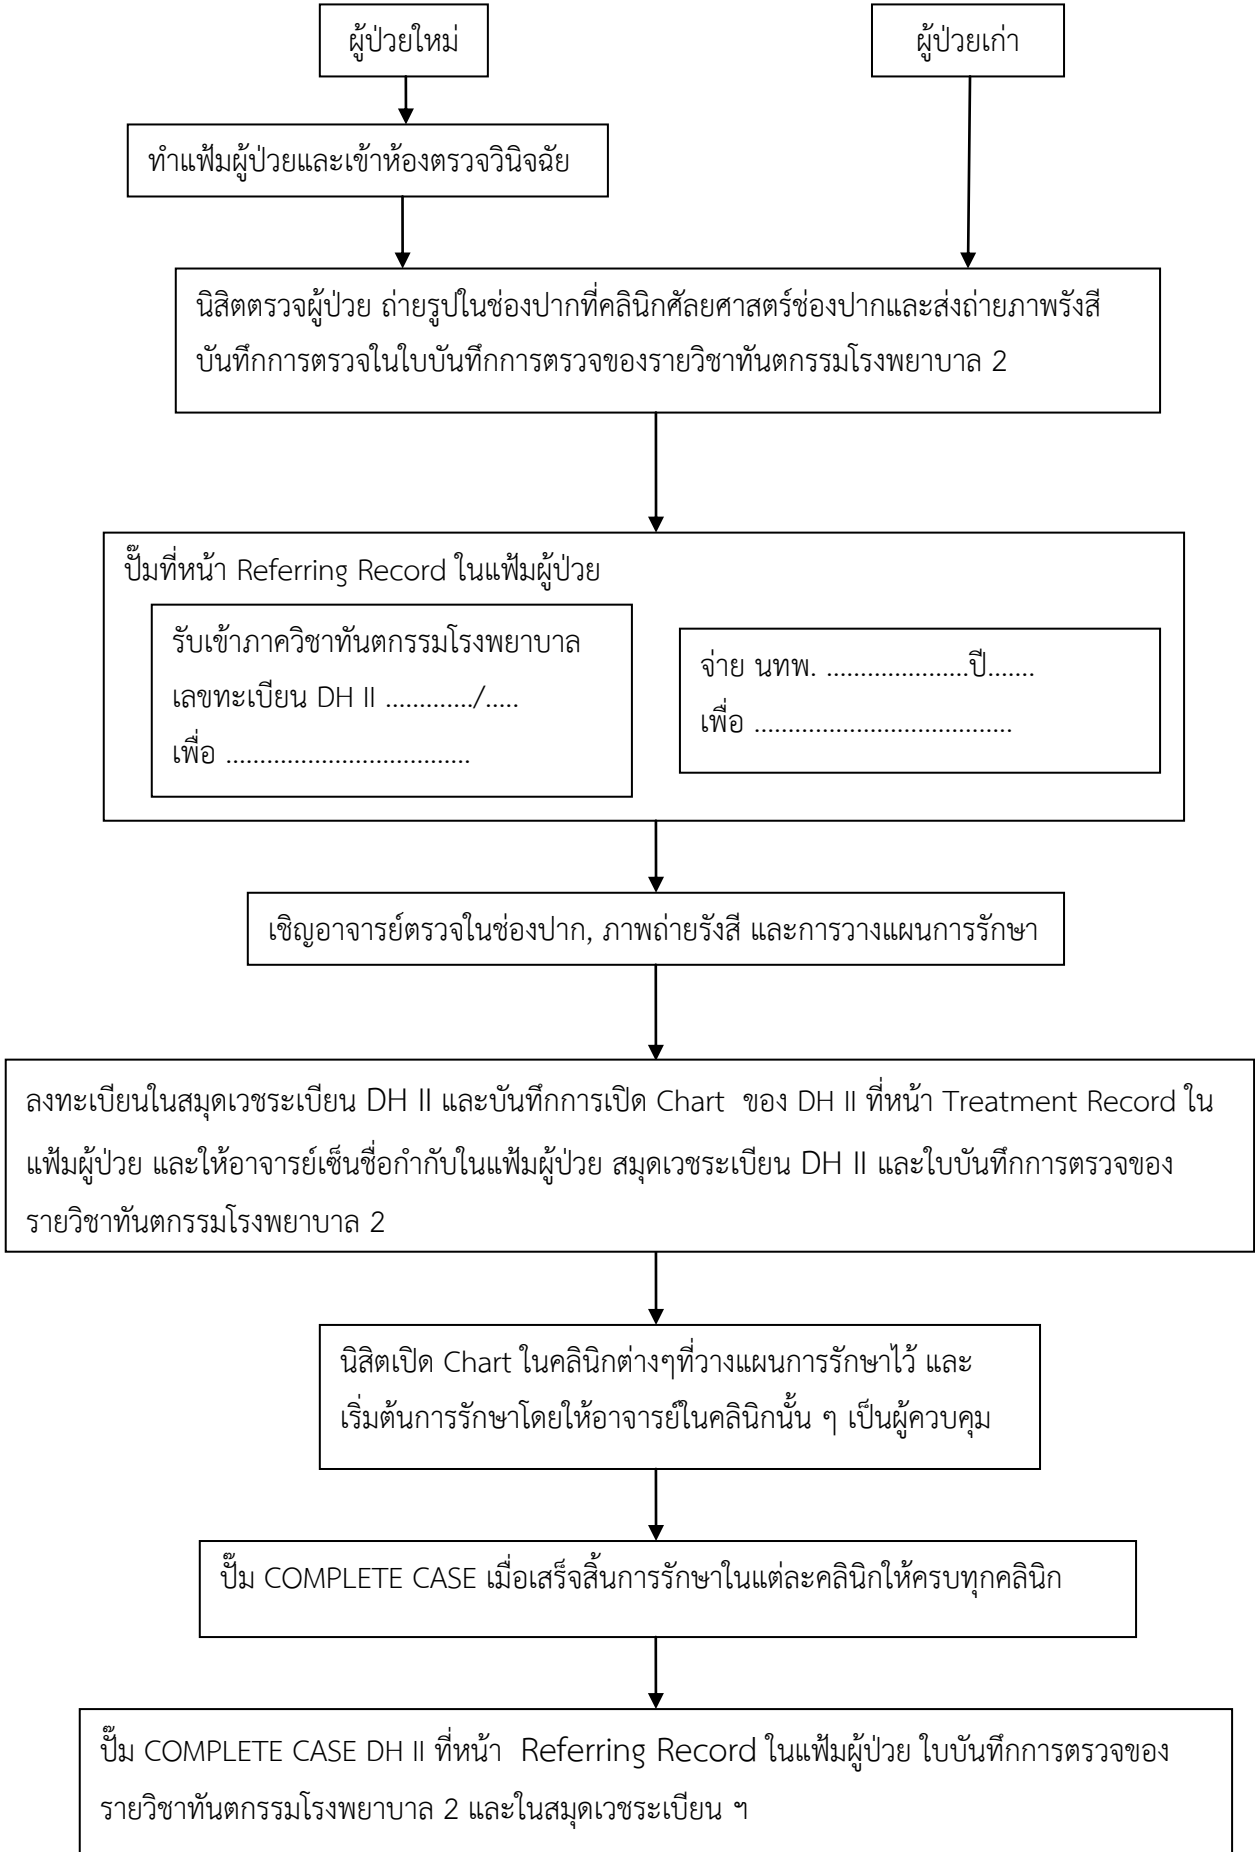 ผู้ป่วยใหม่
ผู้ป่วยเก่า
ทำแฟ้มผู้ป่วยและเข้าห้องตรวจวินิจฉัย
นิสิตตรวจผู้ป่วย ถ่ายรูปในช่องปากที่คลินิกศัลยศาสตร์ช่องปากและส่งถ่ายภาพรังสี
บันทึกการตรวจในใบบันทึกการตรวจของรายวิชาทันตกรรมโรงพยาบาล 2
ปั๊มที่หน้า Referring Record ในแฟ้มผู้ป่วย
รับเข้าภาควิชาทันตกรรมโรงพยาบาล
เลขทะเบียน DH II ............./.....
เพื่อ ....................................
จ่าย นทพ. .....................ปี.......
เพื่อ ......................................
เชิญอาจารย์ตรวจในช่องปาก, ภาพถ่ายรังสี และการวางแผนการรักษา
ลงทะเบียนในสมุดเวชระเบียน DH II และบันทึกการเปิด Chart ของ DH II ที่หน้า Treatment Record ใน
แฟ้มผู้ป่วย และให้อาจารย์เซ็นชื่อกำกับในแฟ้มผู้ป่วย สมุดเวชระเบียน DH II และใบบันทึกการตรวจของ
รายวิชาทันตกรรมโรงพยาบาล 2
นิสิตเปิด Chart ในคลินิกต่างๆที่วางแผนการรักษาไว้ และ
เริ่มต้นการรักษาโดยให้อาจารย์ในคลินิกนั้น ๆ เป็นผู้ควบคุม
ปั๊ม COMPLETE CASE เมื่อเสร็จสิ้นการรักษาในแต่ละคลินิกให้ครบทุกคลินิก
ปั๊ม COMPLETE CASE DH II ที่หน้า Referring Record ในแฟ้มผู้ป่วย ใบบันทึกการตรวจของ
รายวิชาทันตกรรมโรงพยาบาล 2 และในสมุดเวชระเบียน ฯ